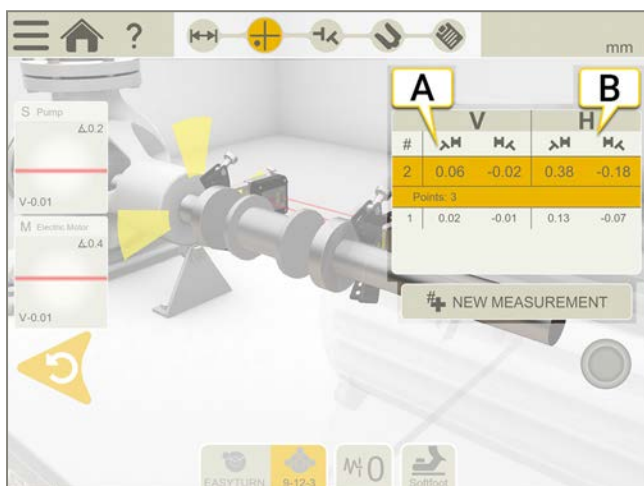 ?
mm
A
B
S Pump
∡0.2
V-0.01
M Electric Motor
∡0.4
V-0.01
V H
#
2 0.06 -0.02 0.38 -0.18
Points: 3
1 0.02 -0.01 0.13 -0.07
# NEW MEASUREMENT
EASYTURN 9-12-3 0 Softfoot